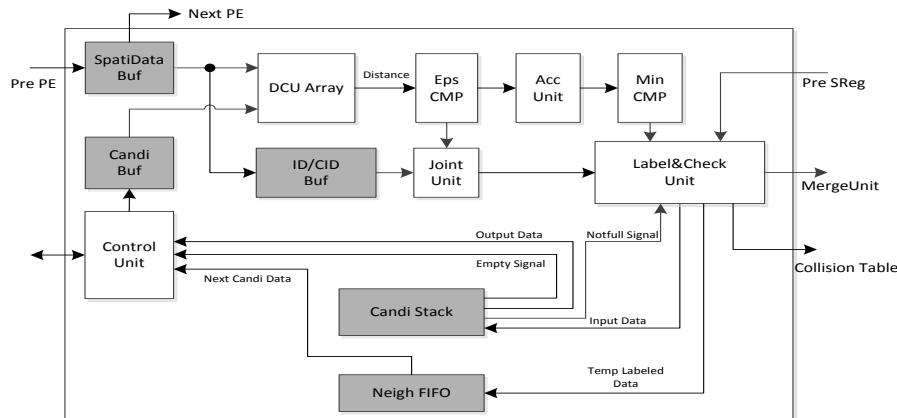 Next PE
Pre PE
SpatiData
Buf
DCU Array
Distance
Eps
CMP
Acc
Unit
Min
CMP
Pre SReg
Candi
Buf
ID/CID
Buf
Joint
Unit
Label&Check
Unit
MergeUnit
Control
Unit
Output Data
Notfull Signal
Empty Signal
Next Candi Data
Collision Table
Candi Stack
Input Data
Temp Labeled
Data
Neigh FIFO